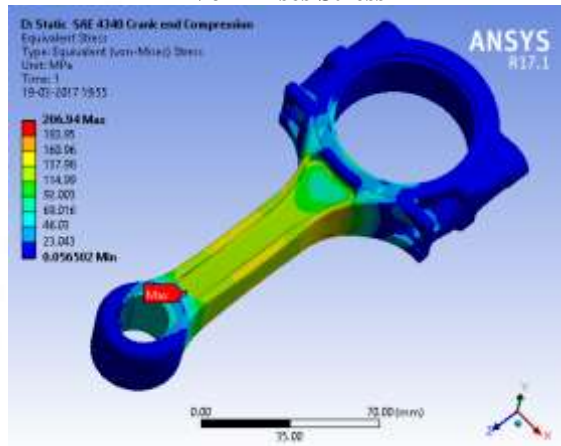 D: Static SAE 4340 Crank end Compression
Equivalent Stress
Type: Equivalent (von-Mises) Stress
Unit: MPa
Time: 1
19-03-2017 19:55
ANSYS
R17.1
206.94 Max
183.95
160.96
137.98
114.99
92.003
69.016
46.03
23.043
0.056502 Min
Max
0.00
70.00 (mm)
35.00
Y
Z
X